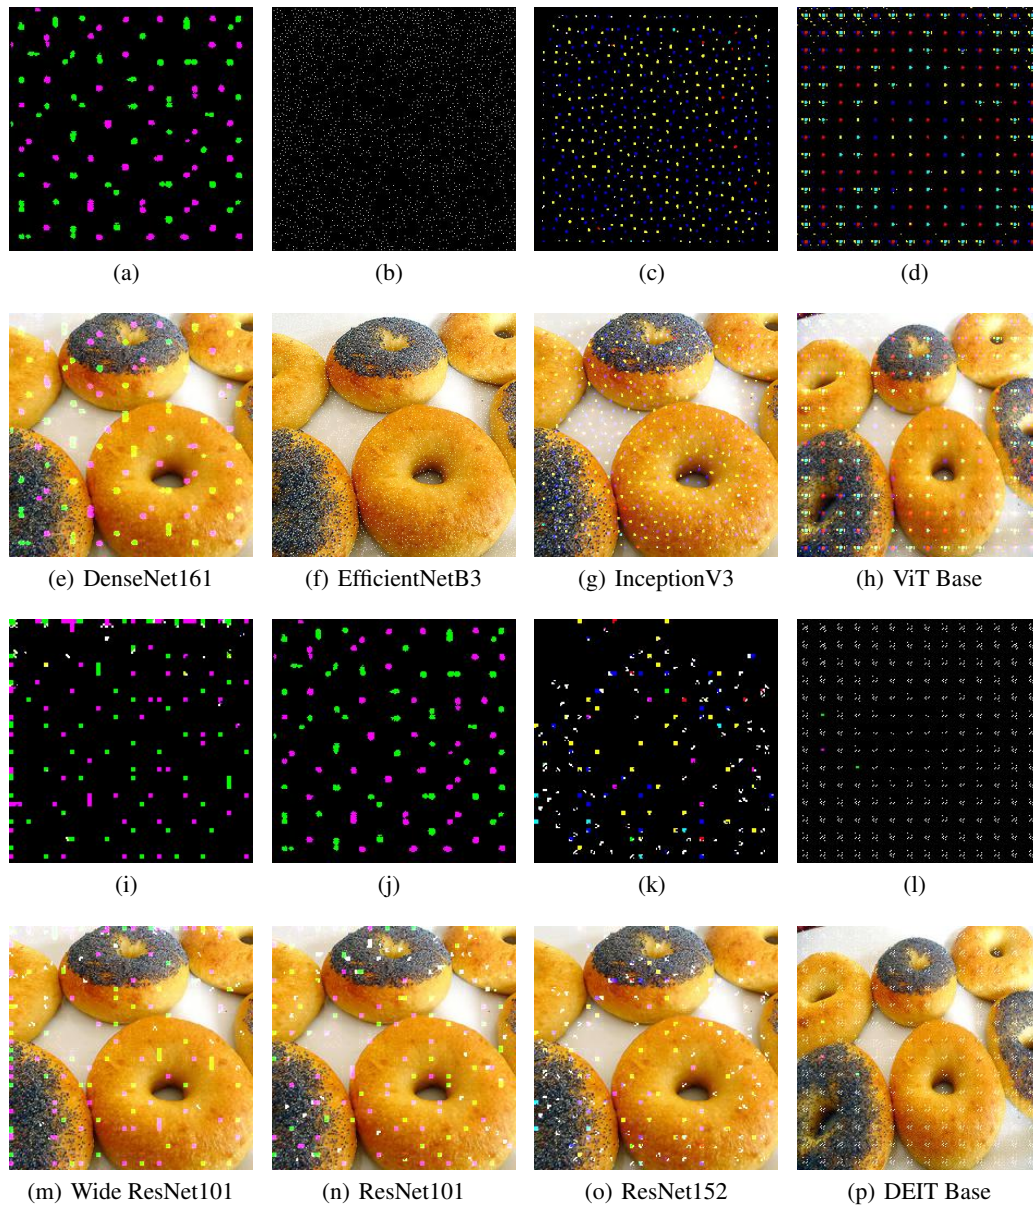 (a) (b) (c) (d)
(e) DenseNet161 (f) EfficientNetB3 (g) InceptionV3 (h) ViT Base
(i) (j) (k) (l)
(m) Wide ResNet101 (n) ResNet101 (o) ResNet152 (p) DEIT Base